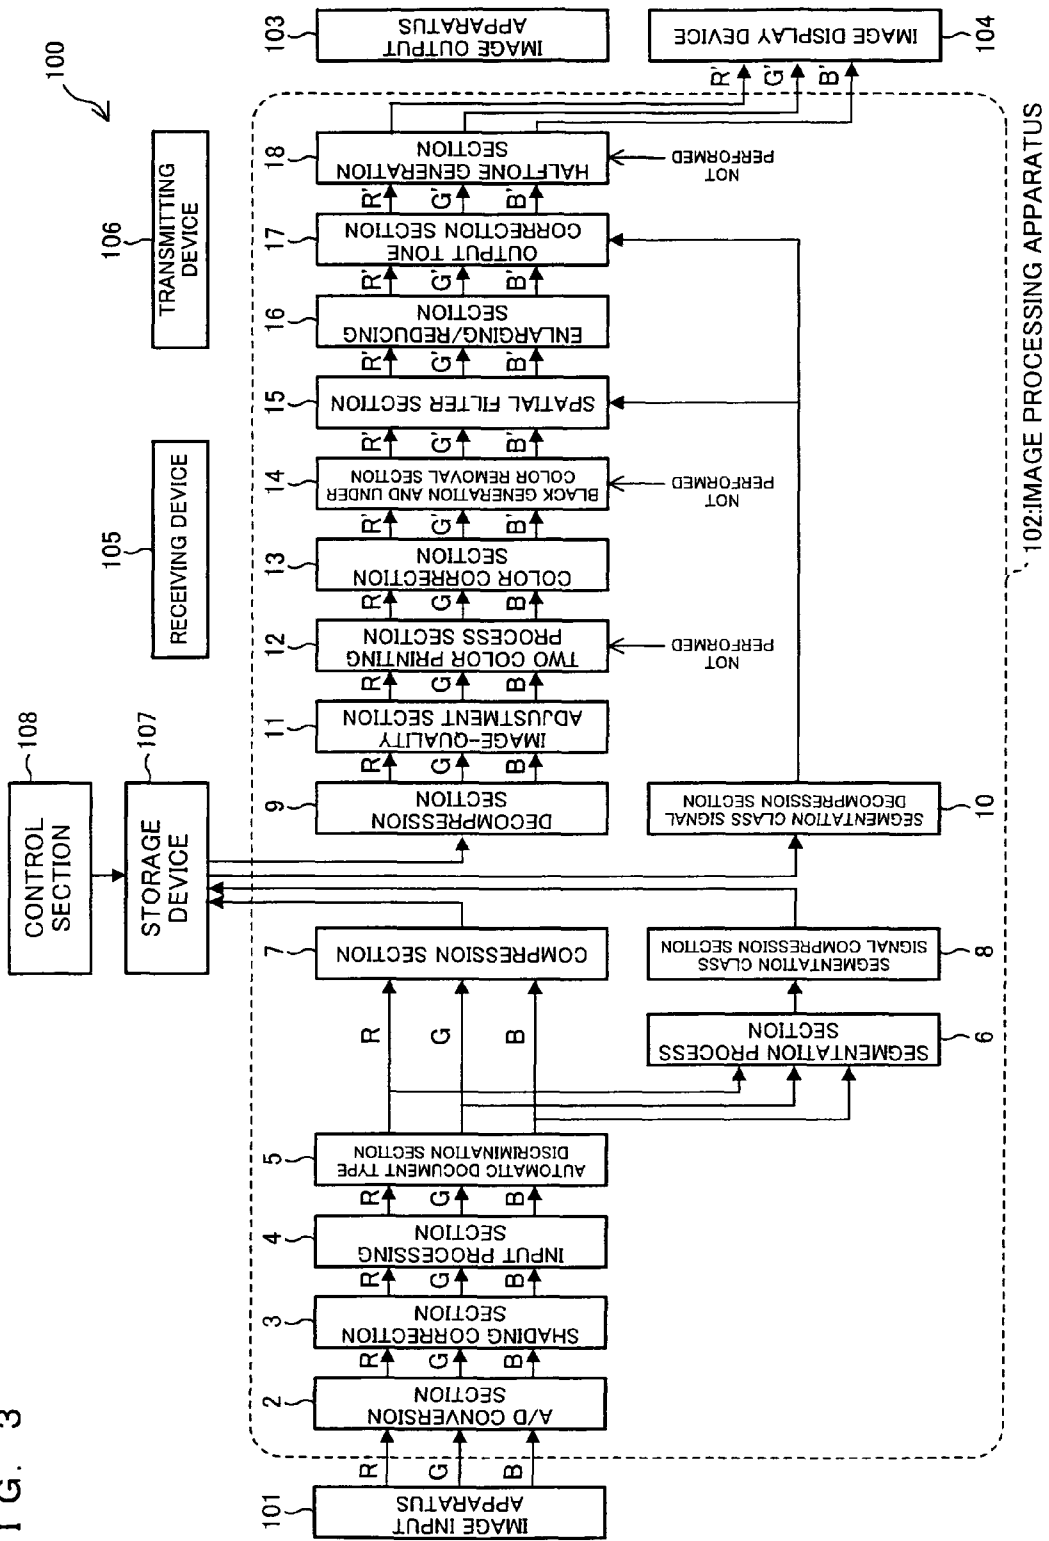 FIG. 3
100
108
CONTROL
SECTION
107
STORAGE
DEVICE
105
RECEIVING DEVICE
106
TRANSMITTING
DEVICE
101
IMAGE INPUT
APPARATUS
R
G
B
2
A/D CONVERSION
SECTION
R
G
B
3
SHADING CORRECTION
SECTION
R
G
B
4
INPUT PROCESSING
SECTION
R
G
B
5
AUTOMATIC DOCUMENT TYPE
DISCRIMINATION SECTION
R
G
B
7
COMPRESSION SECTION
9
DECOMPRESSION
SECTION
R
G
B
11
IMAGE-QUALITY
ADJUSTMENT SECTION
R
G
B
12
TWO COLOR PRINTING
PROCESS SECTION
R
G
B
13
COLOR CORRECTION
SECTION
R'
G'
B'
14
BLACK GENERATION AND UNDER
COLOR REMOVAL SECTION
R'
G'
B'
15
SPATIAL FILTER SECTION
R'
G'
B'
16
ENLARGING/REDUCING
SECTION
R'
G'
B'
17
OUTPUT TONE
CORRECTION SECTION
R'
G'
B'
18
HALFTONE GENERATION
SECTION
103
IMAGE OUTPUT
APPARATUS
NOT
PERFORMED
NOT
PERFORMED
NOT
PERFORMED
R'
G'
B'
SEGMENTATION PROCESS
SECTION
6
SEGMENTATION CLASS
SIGNAL COMPRESSION SECTION
8
SEGMENTATION CLASS SIGNAL
DECOMPRESSION SECTION
10
IMAGE DISPLAY DEVICE
104
102:IMAGE PROCESSING APPARATUS